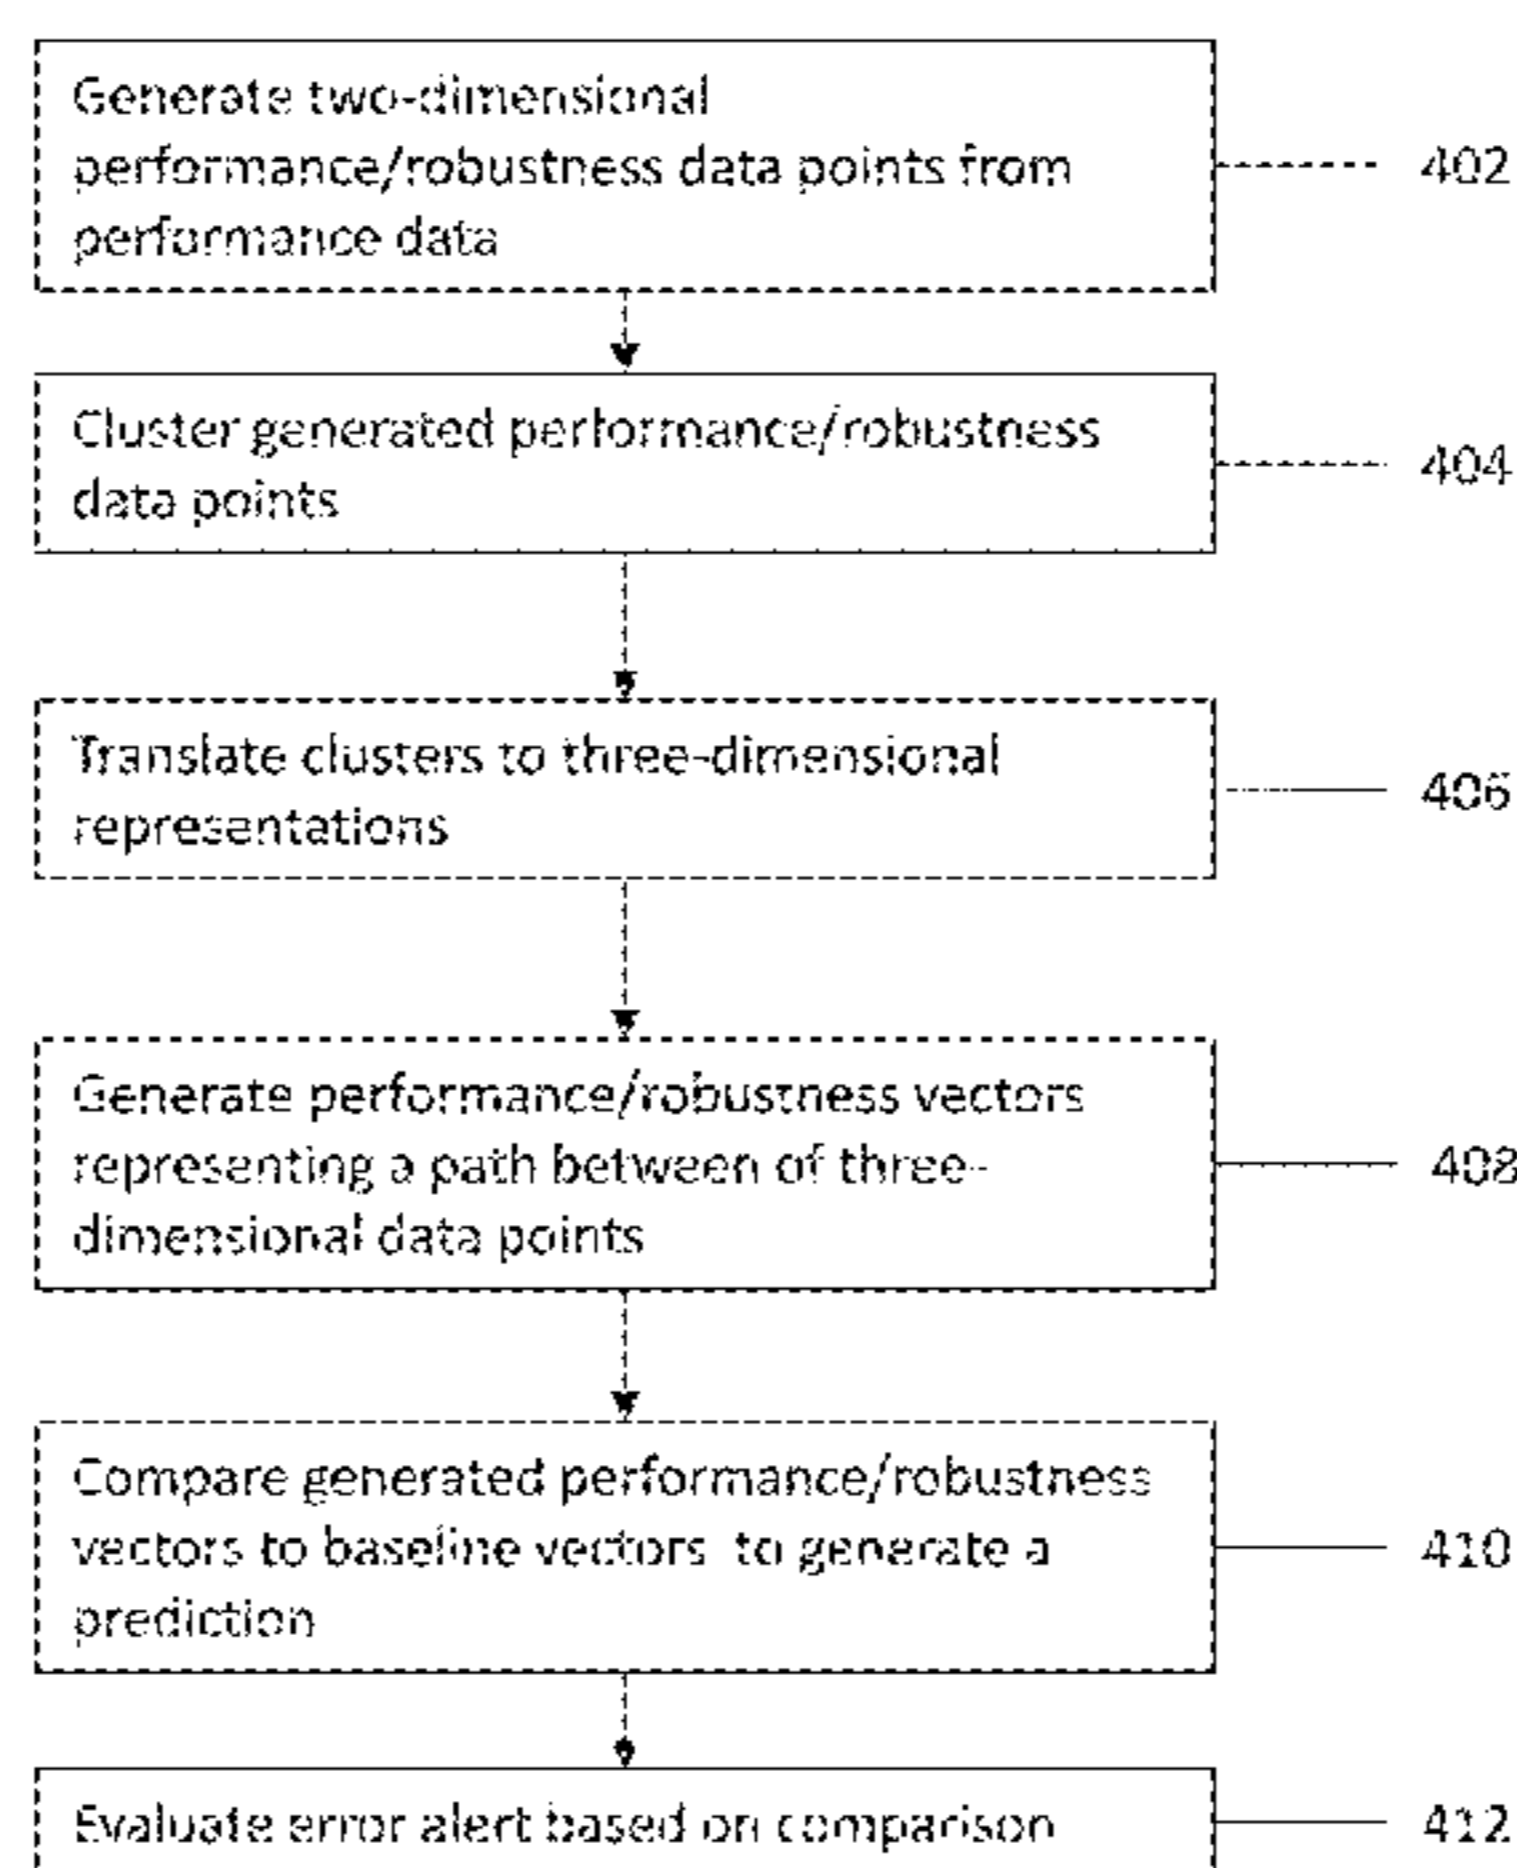 Generate two-dimensional
performance/robustness data points from
performance data
402
Cluster generated performance/robustness
data points
404
Translate clusters to three-dimensional
representations
406
Generate performance/robustness vectors
representing a path between of three-
dimensional data points
408
Compare generated performance/robustness
vectors to baseline vectors to generate a
prediction
410
Evaluate error alert based on comparison
412